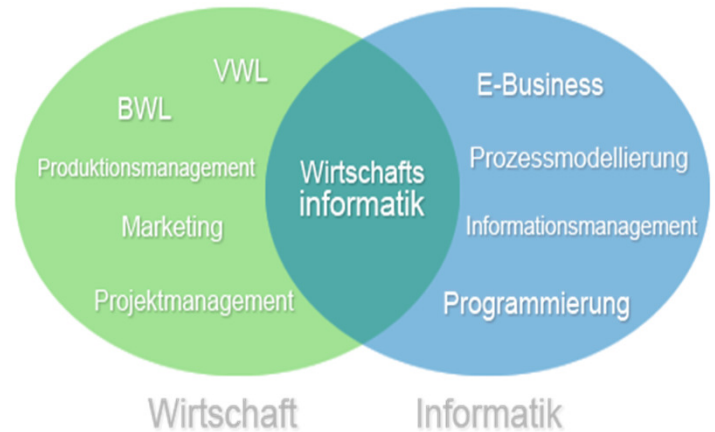 VWL
BWL
Produktionsmanagement
Marketing
Projektmanagement
Wirtschafts
informatik
E-Business
Prozessmodellierung
Informationsmanagement
Programmierung
Wirtschaft
Informatik